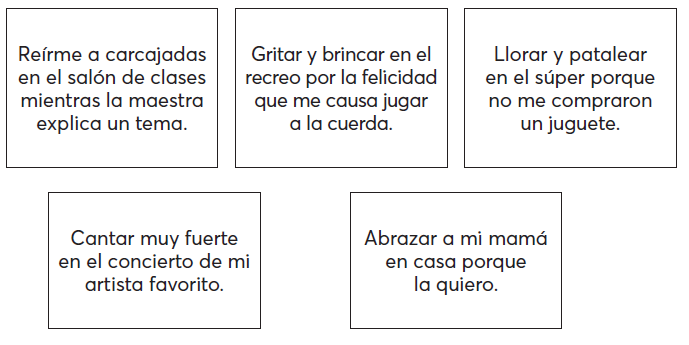 Reírme a carcajadas
en el salón de clases
mientras la maestra
explica un tema.
Gritar y brincar en el
recreo por la felicidad
que me causa jugar
a la cuerda.
Llorar y patalear
en el súper porque
no me compraron
un juguete.
Cantar muy fuerte
en el concierto de mi
artista favorito.
Abrazar a mi mamá
en casa porque
la quiero.